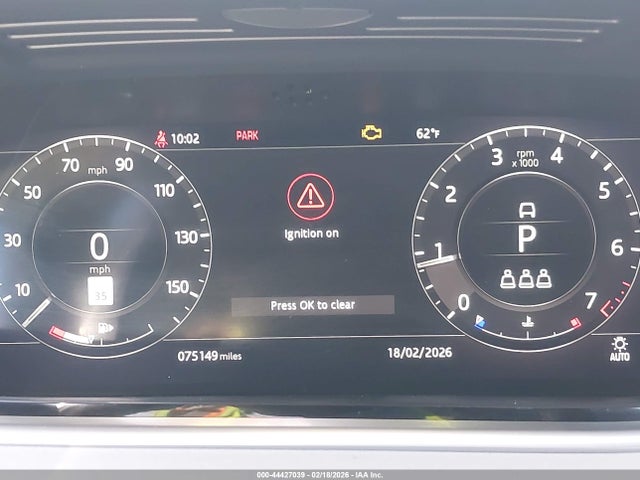 10:02 PARK 62°F
70 mph 90
50 110
30 130
10 150
0
mph
35
Ignition on
Press OK to clear
3 rpm 4
x 1000
2 5
1 6
0 7
P
075149 miles
18/02/2026
AUTO
000-44427039 - 02/18/2026 - IAA Inc.